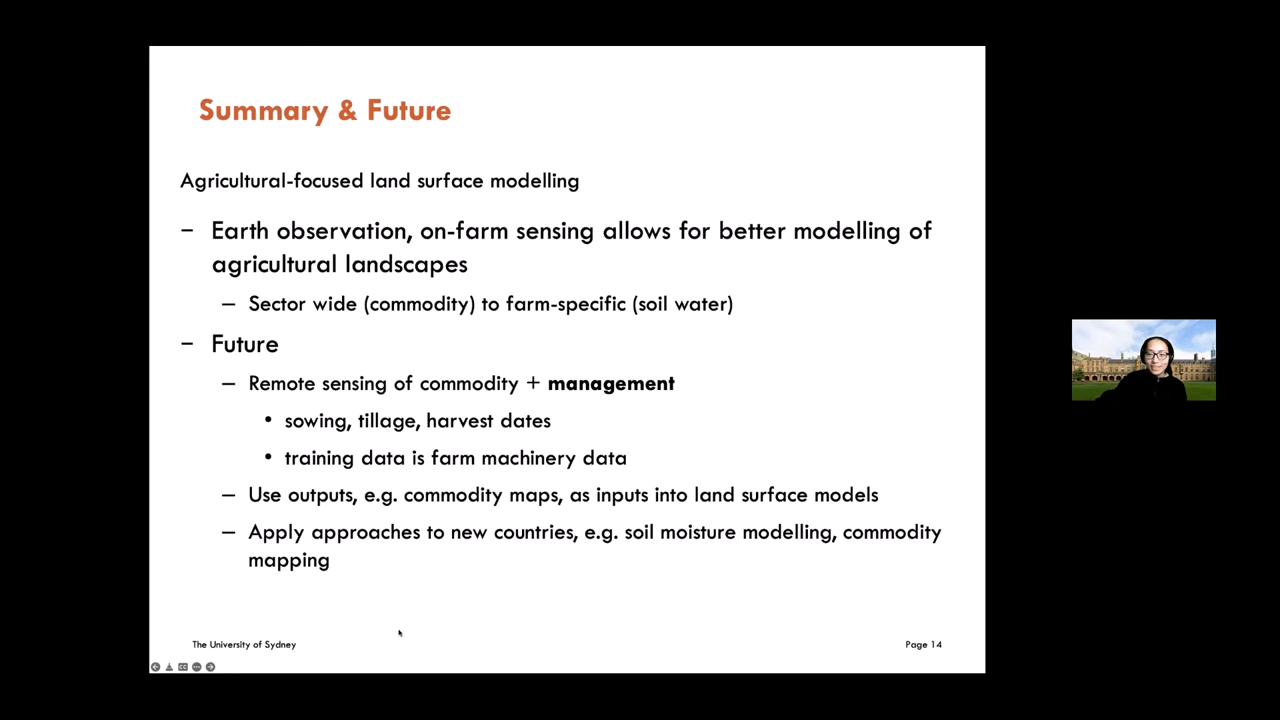 Summary & Future
Agricultural-focused land surface modelling
− Earth observation, on-farm sensing allows for better modelling of
agricultural landscapes
– Sector wide (commodity) to farm-specific (soil water)
− Future
– Remote sensing of commodity + management
• sowing, tillage, harvest dates
• training data is farm machinery data
– Use outputs, e.g. commodity maps, as inputs into land surface models
– Apply approaches to new countries, e.g. soil moisture modelling, commodity
mapping
The University of Sydney
Page 14